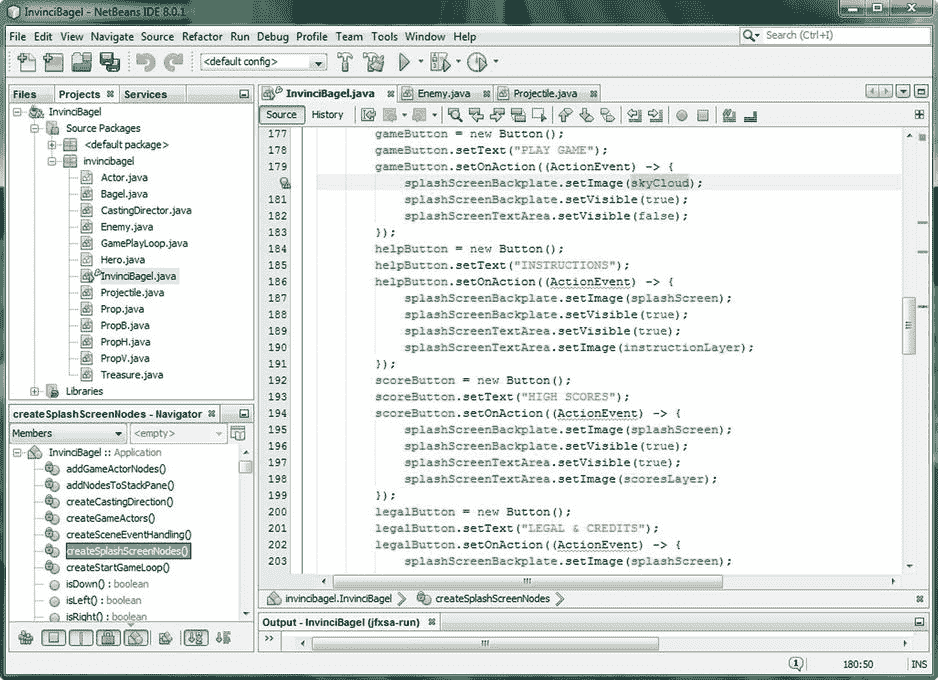 InvinciBagel - NetBeans IDE 8.0.1
File Edit View Navigate Source Refactor Run Debug Profile Team Tools Window Help
Search (Ctrl+I)
<default config>
Files Projects Services
InvinciBagel
Source Packages
<default package>
invincibagel
Actor.java
Bagel.java
CastingDirector.java
Enemy.java
GamePlayLoop.java
Hero.java
InvinciBagel.java
Projectile.java
Prop.java
PropB.java
PropH.java
PropV.java
Treasure.java
Libraries
createSplashScreenNodes - Navigator
Members <empty>
InvinciBagel :: Application
addGameActorNodes()
addNodesToStackPane()
createCastingDirection()
createGameActors()
createSceneEventHandling()
createSplashScreenNodes()
createStartGameLoop()
isDown() : boolean
isLeft() : boolean
isRight() : boolean
InvinciBagel.java Enemy.java Projectile.java
Source History
177 gameButton = new Button();
178 gameButton.setText("PLAY GAME");
179 gameButton.setOnAction((ActionEvent) -> {
splashScreenBackplate.setImage(skyCloud);
181 splashScreenBackplate.setVisible(true);
182 splashScreenTextArea.setVisible(false);
183 });
184 helpButton = new Button();
185 helpButton.setText("INSTRUCTIONS");
186 helpButton.setOnAction((ActionEvent) -> {
187 splashScreenBackplate.setImage(splashScreen);
188 splashScreenBackplate.setVisible(true);
189 splashScreenTextArea.setVisible(true);
190 splashScreenTextArea.setImage(instructionLayer);
191 });
192 scoreButton = new Button();
193 scoreButton.setText("HIGH SCORES");
194 scoreButton.setOnAction((ActionEvent) -> {
195 splashScreenBackplate.setImage(splashScreen);
196 splashScreenBackplate.setVisible(true);
197 splashScreenTextArea.setVisible(true);
198 splashScreenTextArea.setImage(scoresLayer);
199 });
200 legalButton = new Button();
201 legalButton.setText("LEGAL & CREDITS");
202 legalButton.setOnAction((ActionEvent) -> {
203 splashScreenBackplate.setImage(splashScreen);
invincibagel.InvinciBagel createSplashScreenNodes
Output - InvinciBagel (jfxsa-run)
1 180:50 INS